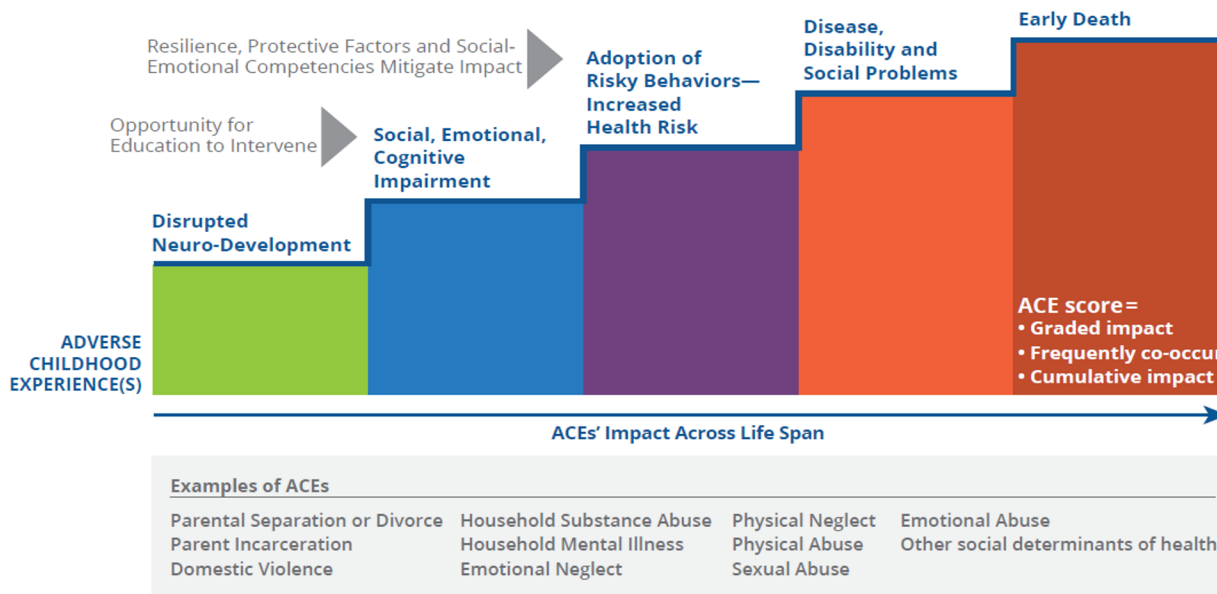 Early Death
Disease,
Disability and
Social Problems
Resilience, Protective Factors and Social-
Emotional Competencies Mitigate Impact
Adoption of
Risky Behaviors—
Increased
Health Risk
Opportunity for
Education to Intervene
Social, Emotional,
Cognitive
Impairment
Disrupted
Neuro-Development
ADVERSE
CHILDHOOD
EXPERIENCE(S)
ACE score=
• Graded impact
• Frequently co-occur
• Cumulative impact
ACEs’ Impact Across Life Span
Examples of ACEs
Parental Separation or Divorce
Parent Incarceration
Domestic Violence
Household Substance Abuse
Household Mental Illness
Emotional Neglect
Physical Neglect
Physical Abuse
Sexual Abuse
Emotional Abuse
Other social determinants of health